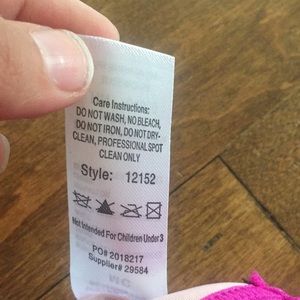 Care Instructions:
DO NOT WASH, NO BLEACH,
DO NOT IRON, DO NOT DRY-
CLEAN, PROFESSIONAL SPOT
CLEAN ONLY
Style: 12152
Not Intended For Children Under 3
PO# 2018217
Supplier# 29584